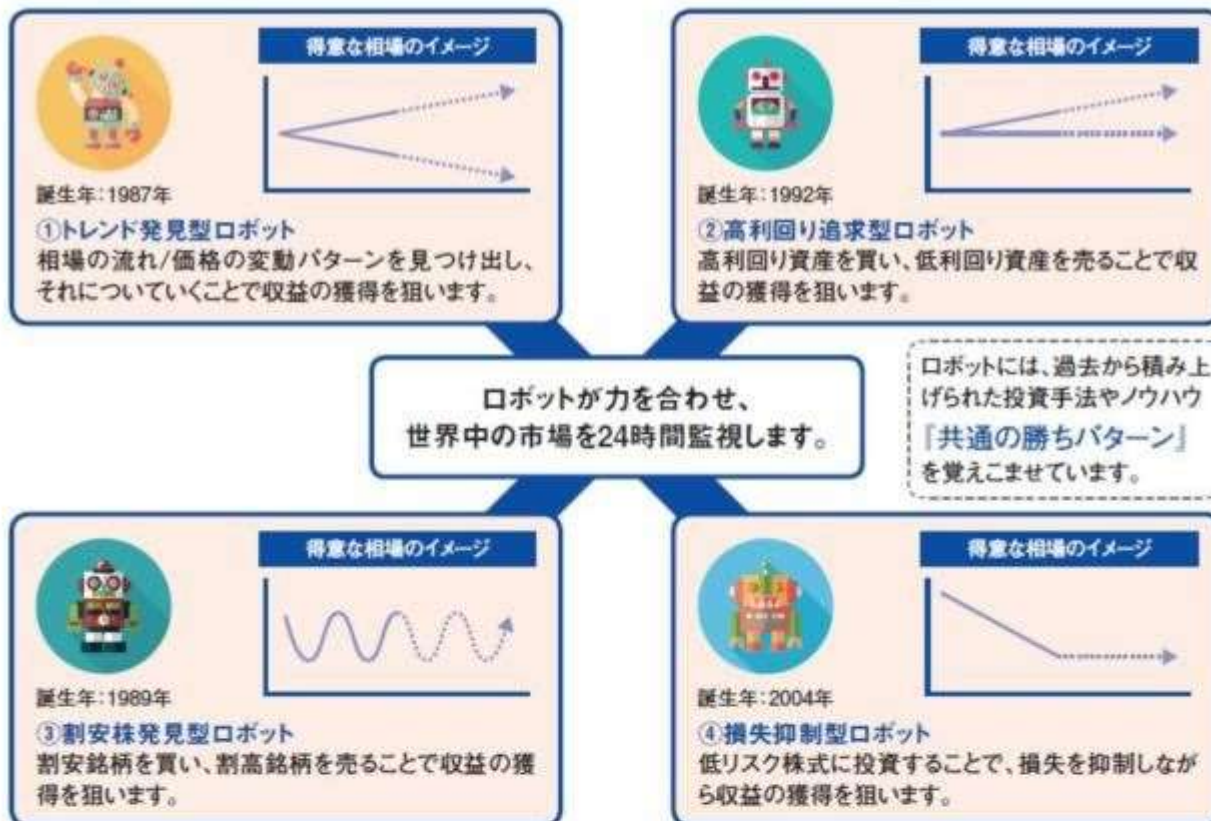 得意な相場のイメージ
誕生年:1987年
①トレンド発見型ロボット
相場の流れ/価格の変動パターンを見つけ出し、
それについていくことで収益の獲得を狙います。
得意な相場のイメージ
誕生年:1992年
②高利回り追求型ロボット
高利回り資産を買い、低利回り資産を売ることで収
益の獲得を狙います。
ロボットが力を合わせ、
世界中の市場を24時間監視します。
ロボットには、過去から積み上
げられた投資手法やノウハウ
『共通の勝ちパターン』
を覚えこませています。
得意な相場のイメージ
誕生年:1989年
③割安株発見型ロボット
割安銘柄を買い、割高銘柄を売ることで収益の獲
得を狙います。
得意な相場のイメージ
誕生年:2004年
④損失抑制型ロボット
低リスク株式に投資することで、損失を抑制しなが
ら収益の獲得を狙います。